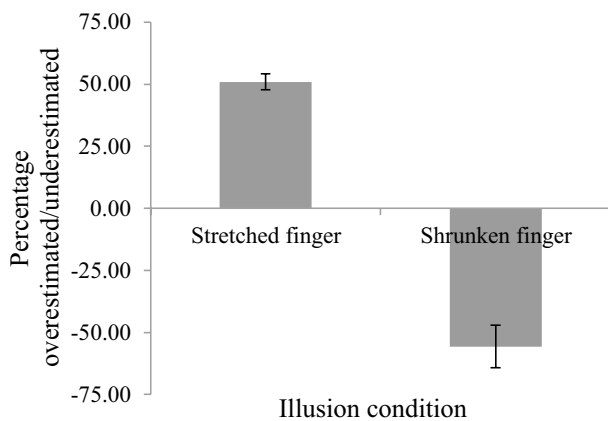 Percentage
overestimated/underestimated
75.00
50.00
25.00
0.00
-25.00
-50.00
-75.00
Stretched finger
Shrunken finger
Illusion condition